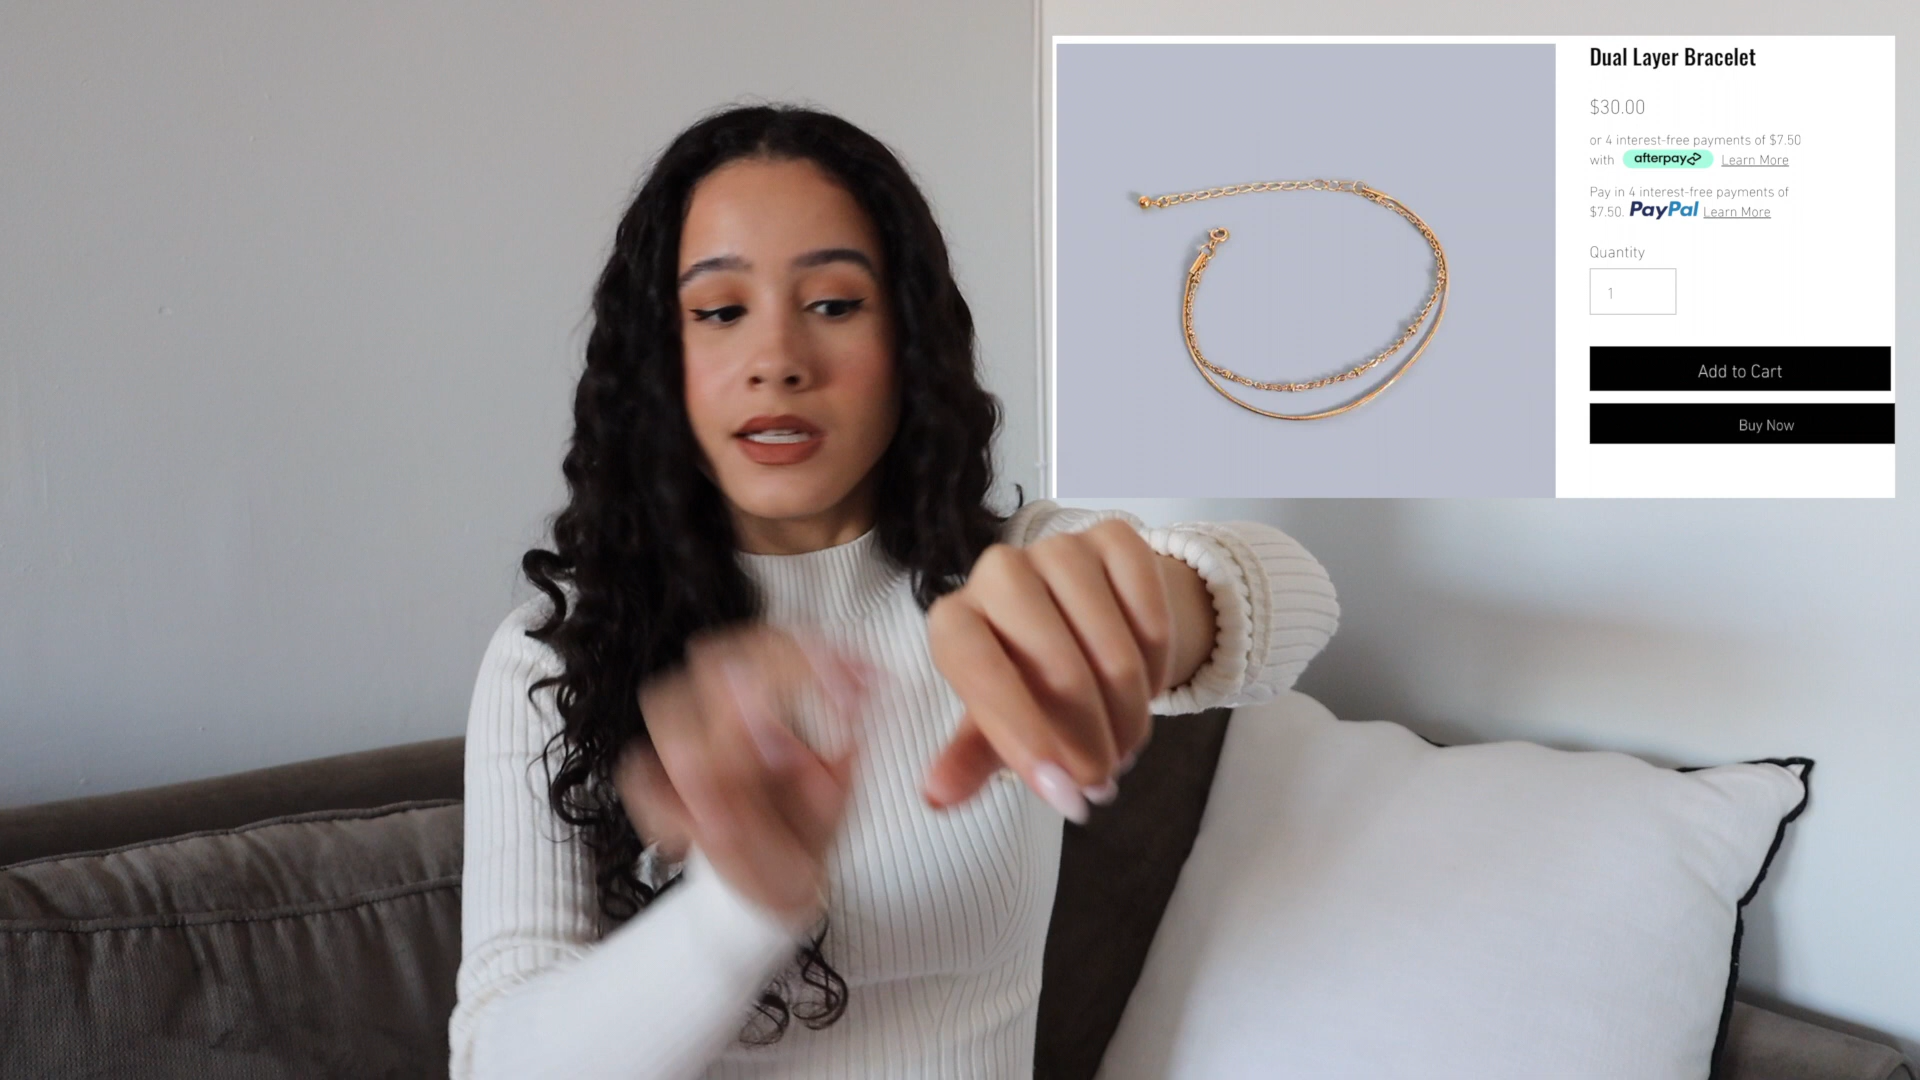 Dual Layer Bracelet
$30.00
or 4 interest-free payments of $7.50
with afterpay Learn More
Pay in 4 interest-free payments of
$7.50. PayPal Learn More
Quantity
1
Add to Cart
Buy Now